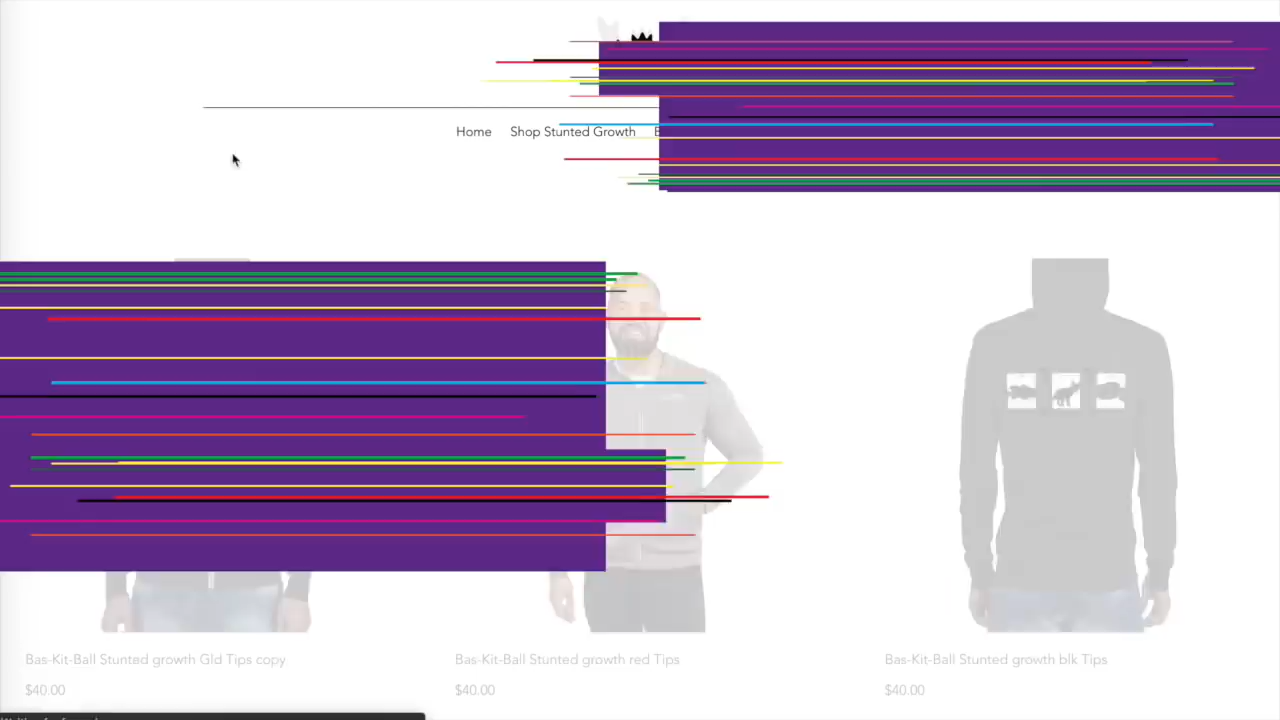 Home Shop Stunted Growth
Bas-Kit-Ball Stunted growth Gld Tips copy
Bas-Kit-Ball Stunted growth red Tips
Bas-Kit-Ball Stunted growth blk Tips
$40.00
$40.00
$40.00